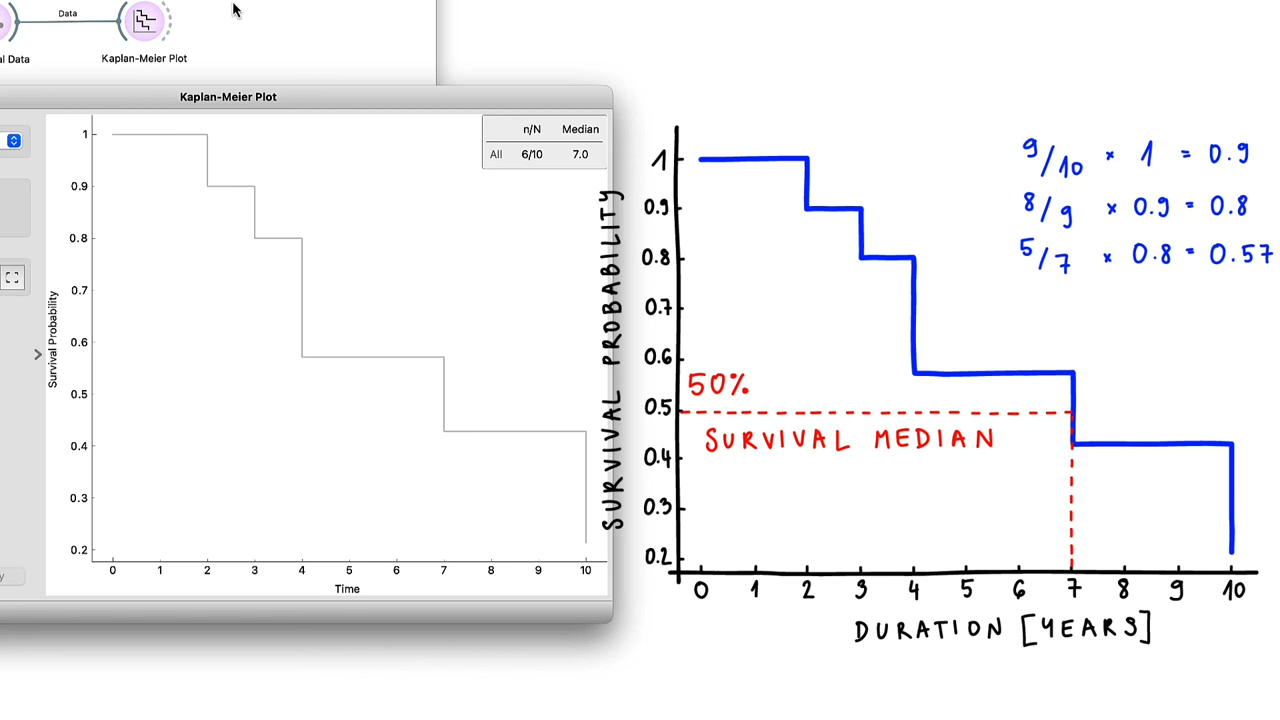 Data
al Data
Kaplan-Meier Plot
Kaplan-Meier Plot
n/N Median
All 6/10 7.0
1
0.9
0.8
0.7
0.6
0.5
0.4
0.3
0.2
Survival Probability
0 1 2 3 4 5 6 7 8 9 10
Time
y
SURVIVAL PROBABILITY
1
0.9
0.8
0.7
0.6
0.5
0.4
0.3
0.2
50%
SURVIVAL MEDIAN
0 1 2 3 4 5 6 7 8 9 10
DURATION [YEARS]
9/10 × 1 = 0.9
8/9 × 0.9 = 0.8
5/7 × 0.8 = 0.57